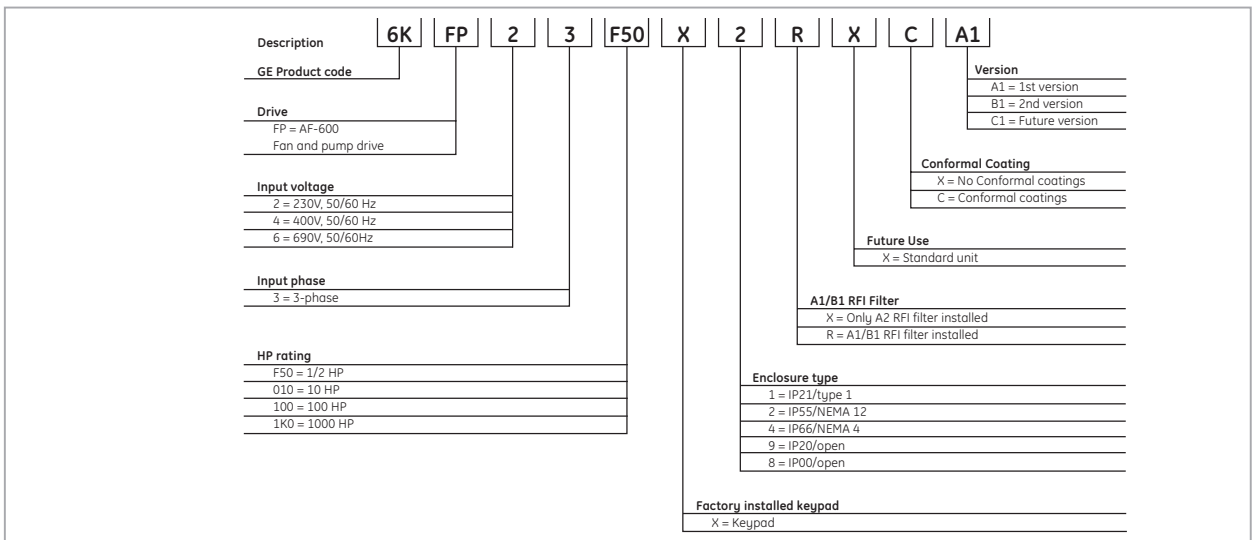 Description
6K FP 2 3 F50 X 2 R X C A1
GE Product code
Drive
FP = AF-600
Fan and pump drive
Input voltage
2 = 230V, 50/60 Hz
4 = 400V, 50/60 Hz
6 = 690V, 50/60Hz
Input phase
3 = 3-phase
HP rating
F50 = 1/2 HP
010 = 10 HP
100 = 100 HP
1K0 = 1000 HP
Version
A1 = 1st version
B1 = 2nd version
C1 = Future version
Conformal Coating
X = No Conformal coatings
C = Conformal coatings
Future Use
X = Standard unit
A1/B1 RFI Filter
X = Only A2 RFI filter installed
R = A1/B1 RFI filter installed
Enclosure type
1 = IP21/type 1
2 = IP55/NEMA 12
4 = IP66/NEMA 4
9 = IP20/open
8 = IP00/open
Factory installed keypad
X = Keypad